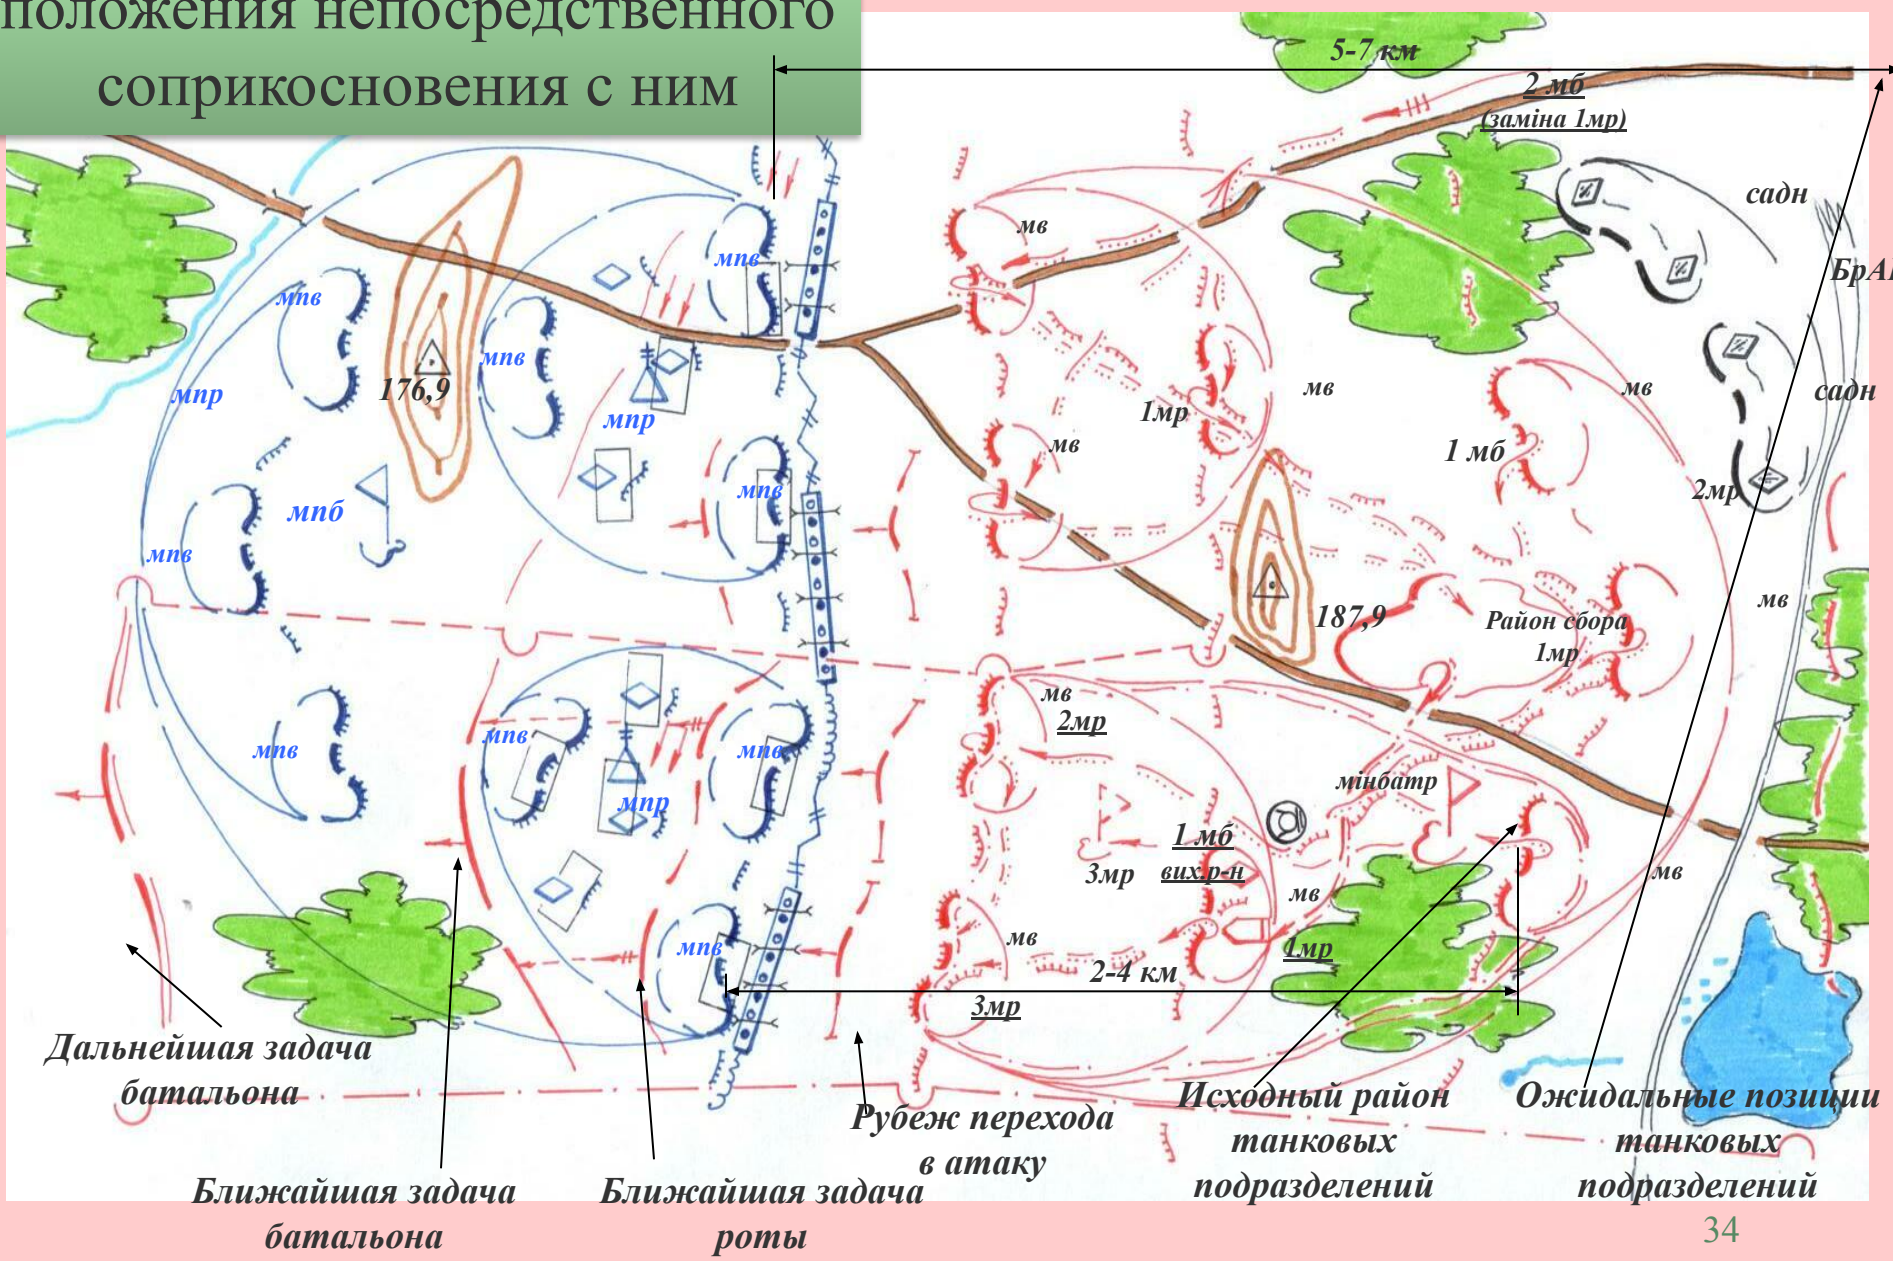 положения непосредственного
соприкосновения с ним
5-7 км
2 мб
(заміна 1мр)
садн
мв
мпв
мпв
мпв
176,9
мпр
мпр
садн
мв
мв
1мр
1 мб
мв
мпв
мпб
2мр
мпв
187,9
мв
Район сбора
1мр
мв
2мр
мпв
мпв
мпв
мпр
мінбатр
1 мб
вих.р-н
3мр
мв
мв
мпв
мв
1мр
2-4 км
3мр
Дальнейшая задача
батальона
Ближайшая задача
батальона
Ближайшая задача
роты
Рубеж перехода
в атаку
Исходный район
танковых
подразделений
Ожидальные позиции
танковых
подразделений
34